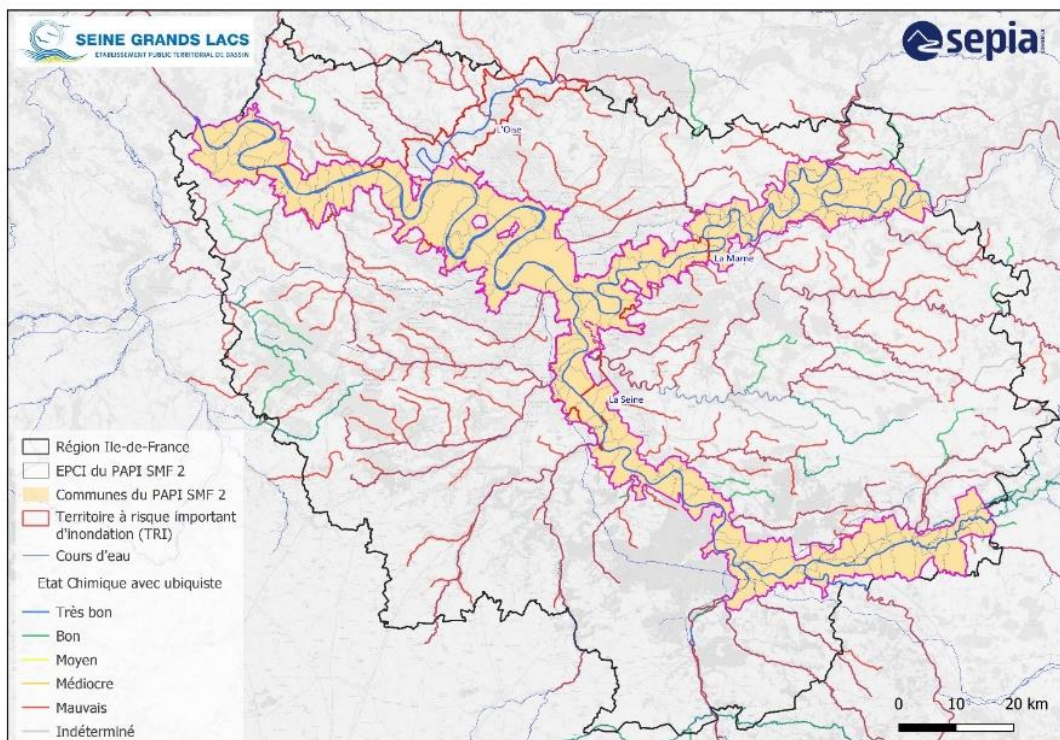 SEINE GRANDS LACS
ETABLISSEMENT PUBLIC TERRITORIAL DE BASSIN
sepia
CONSEILS
L'Oise
La Marne
La Seine
Région Ile-de-France
EPCI du PAPI SMF 2
Communes du PAPI SMF 2
Territoire à risque important
d'inondation (TRI)
Cours d'eau
Etat Chimique avec ubiquiste
Très bon
Bon
Moyen
Médiocre
Mauvais
Indéterminé
0 10 20 km